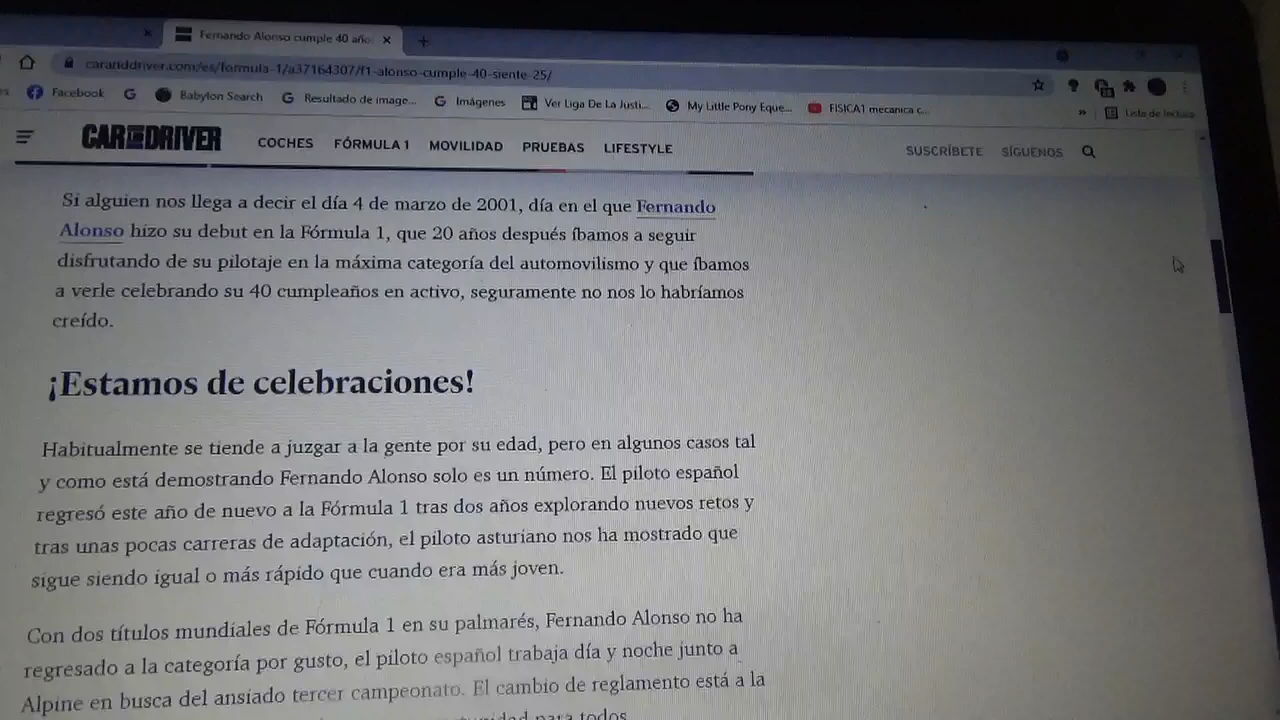 Fernando Alonso cumple 40 año
caranddriver.com/es/formula-1/a37164307/f1-alonso-cumple-40-siente-25/
es Facebook Babylon Search Resultado de image... Imágenes Ver Liga De La Justi... My Little Pony Eque... FISICA1 mecanica c... » Lista de lectura
CAR AND DRIVER COCHES FÓRMULA 1 MOVILIDAD PRUEBAS LIFESTYLE SUSCRÍBETE SÍGUENOS
Si alguien nos llega a decir el día 4 de marzo de 2001, día en el que Fernando
Alonso hizo su debut en la Fórmula 1, que 20 años después íbamos a seguir
disfrutando de su pilotaje en la máxima categoría del automovilismo y que íbamos
a verle celebrando su 40 cumpleaños en activo, seguramente no nos lo habríamos
creído.
¡Estamos de celebraciones!
Habitualmente se tiende a juzgar a la gente por su edad, pero en algunos casos tal
y como está demostrando Fernando Alonso solo es un número. El piloto español
regresó este año de nuevo a la Fórmula 1 tras dos años explorando nuevos retos y
tras unas pocas carreras de adaptación, el piloto asturiano nos ha mostrado que
sigue siendo igual o más rápido que cuando era más joven.
Con dos títulos mundiales de Fórmula 1 en su palmarés, Fernando Alonso no ha
regresado a la categoría por gusto, el piloto español trabaja día y noche junto a
Alpine en busca del ansiado tercer campeonato. El cambio de reglamento está a la
para todos